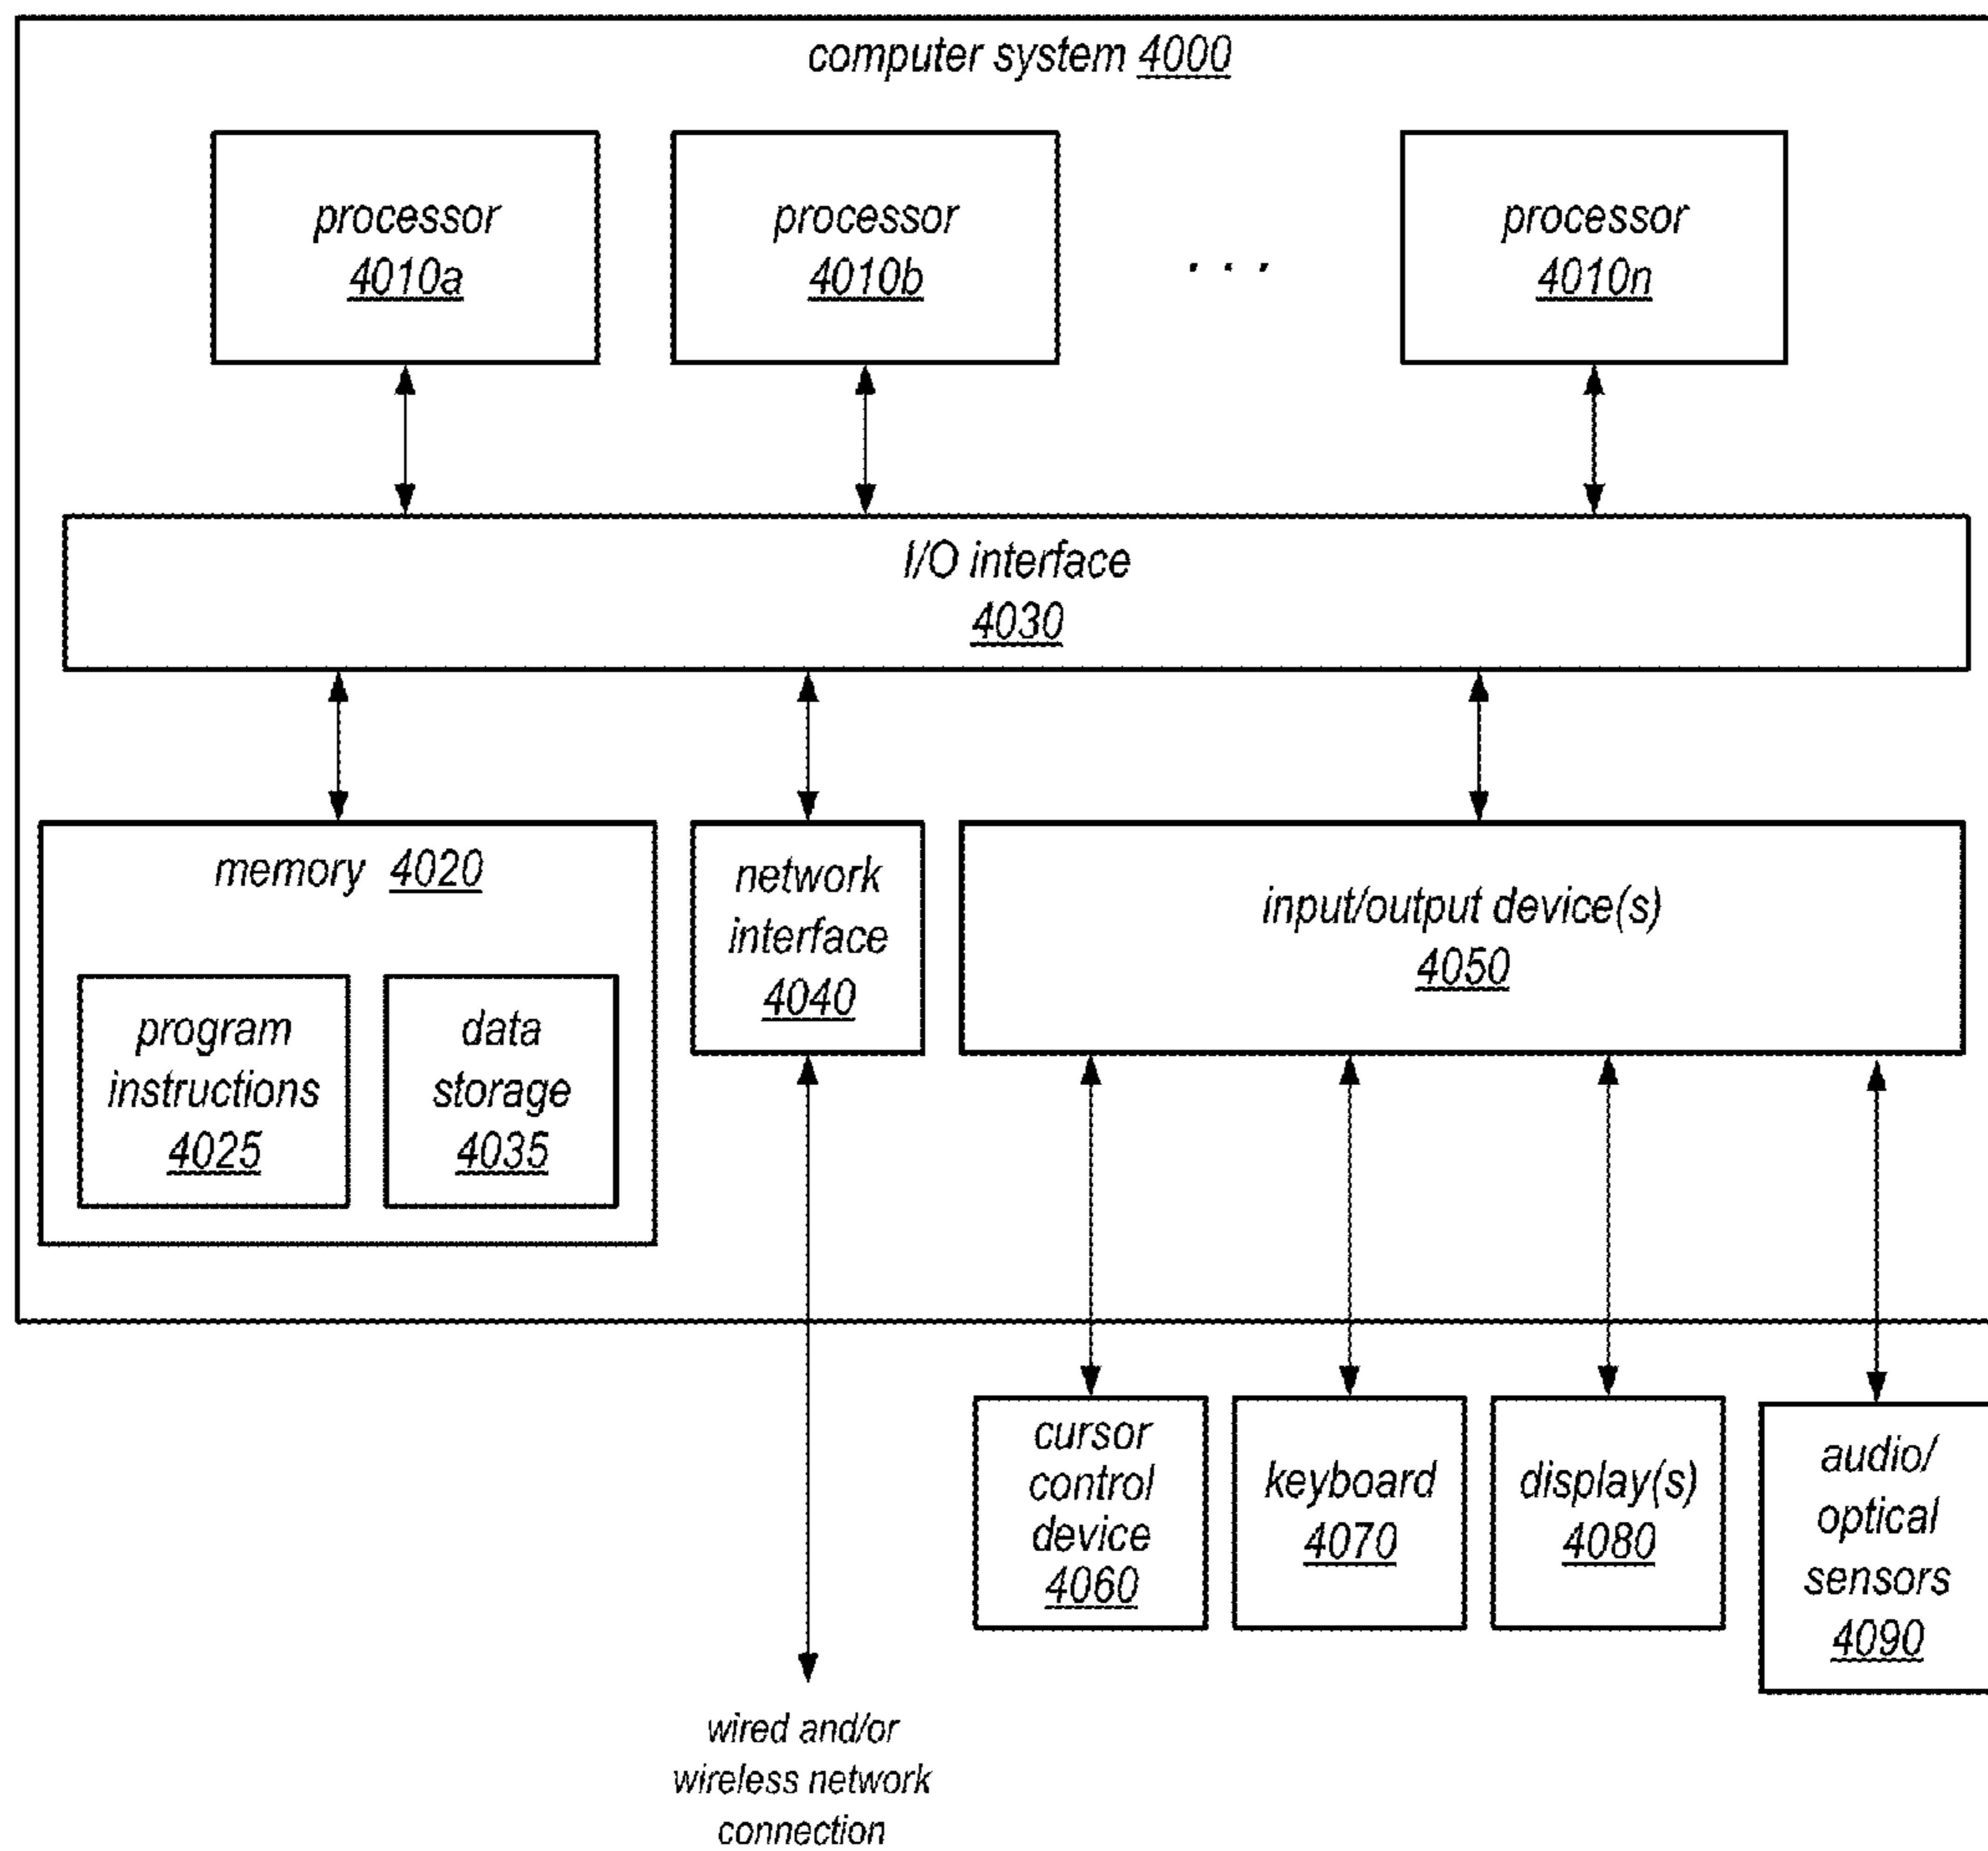 computer system 4000
processor
4010a
processor
4010b
. . .
processor
4010n
I/O interface
4030
memory 4020
program
instructions
4025
data
storage
4035
network
interface
4040
input/output device(s)
4050
cursor
control
device
4060
keyboard
4070
display(s)
4080
audio/
optical
sensors
4090
wired and/or
wireless network
connection